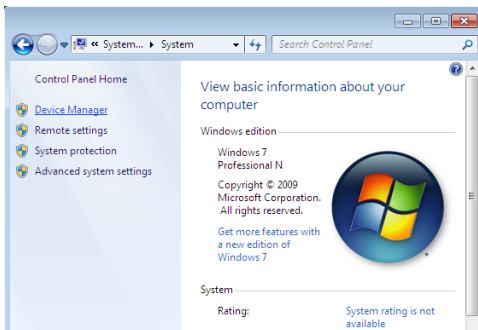 « System... ▸ System
Search Control Panel
Control Panel Home
Device Manager
Remote settings
System protection
Advanced system settings
View basic information about your
computer
Windows edition
Windows 7
Professional N
Copyright © 2009
Microsoft Corporation.
All rights reserved.
Get more features with
a new edition of
Windows 7
System
Rating:
System rating is not
available